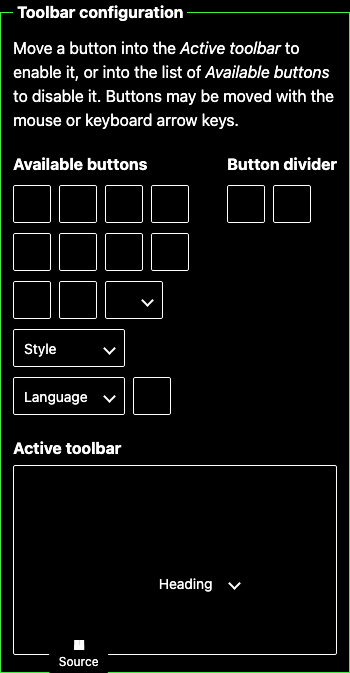 Toolbar configuration
Move a button into the Active toolbar to
enable it, or into the list of Available buttons
to disable it. Buttons may be moved with the
mouse or keyboard arrow keys.
Available buttons
Button divider
Style
Language
Active toolbar
Heading
Source